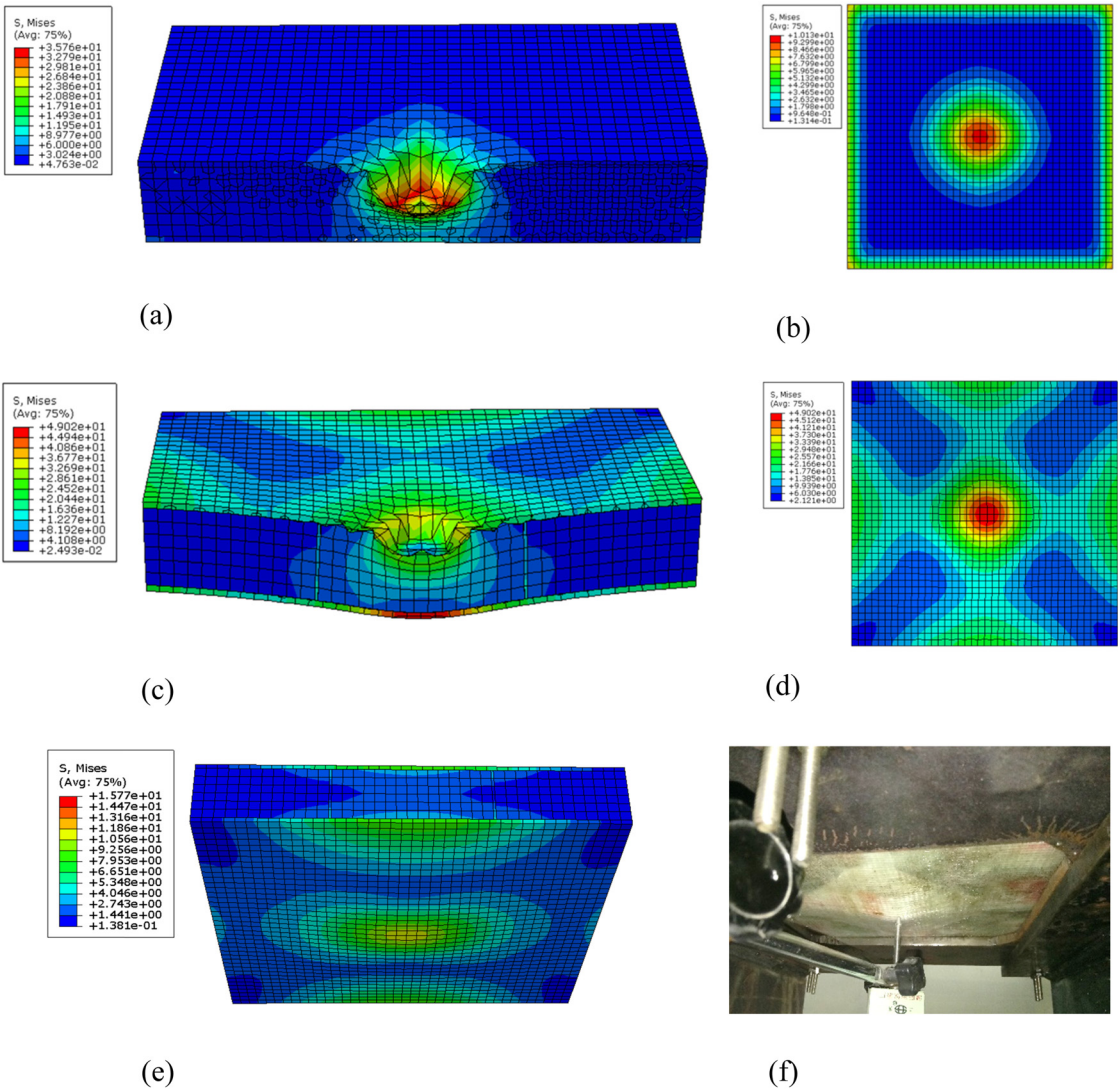 S, Mises
(Avg: 75%)
+3.576e+01
+3.279e+01
+2.981e+01
+2.684e+01
+2.386e+01
+2.088e+01
+1.791e+01
+1.493e+01
+1.195e+01
+8.977e+00
+6.000e+00
+3.024e+00
+4.763e-02
(a)
S, Mises
(Avg: 75%)
+1.013e+01
+9.299e+00
+8.466e+00
+7.632e+00
+6.799e+00
+5.965e+00
+5.132e+00
+4.299e+00
+3.465e+00
+2.632e+00
+1.798e+00
+9.648e-01
+1.314e-01
(b)
S, Mises
(Avg: 75%)
+4.902e+01
+4.494e+01
+4.086e+01
+3.677e+01
+3.269e+01
+2.861e+01
+2.452e+01
+2.044e+01
+1.636e+01
+1.227e+01
+8.192e+00
+4.108e+00
+2.493e-02
(c)
S, Mises
(Avg: 75%)
+4.902e+01
+4.512e+01
+4.121e+01
+3.730e+01
+3.339e+01
+2.948e+01
+2.557e+01
+2.166e+01
+1.776e+01
+1.385e+01
+9.939e+00
+6.030e+00
+2.121e+00
(d)
S, Mises
(Avg: 75%)
+1.577e+01
+1.447e+01
+1.316e+01
+1.186e+01
+1.056e+01
+9.256e+00
+7.953e+00
+6.651e+00
+5.348e+00
+4.046e+00
+2.743e+00
+1.441e+00
+1.381e-01
(e)
(f)